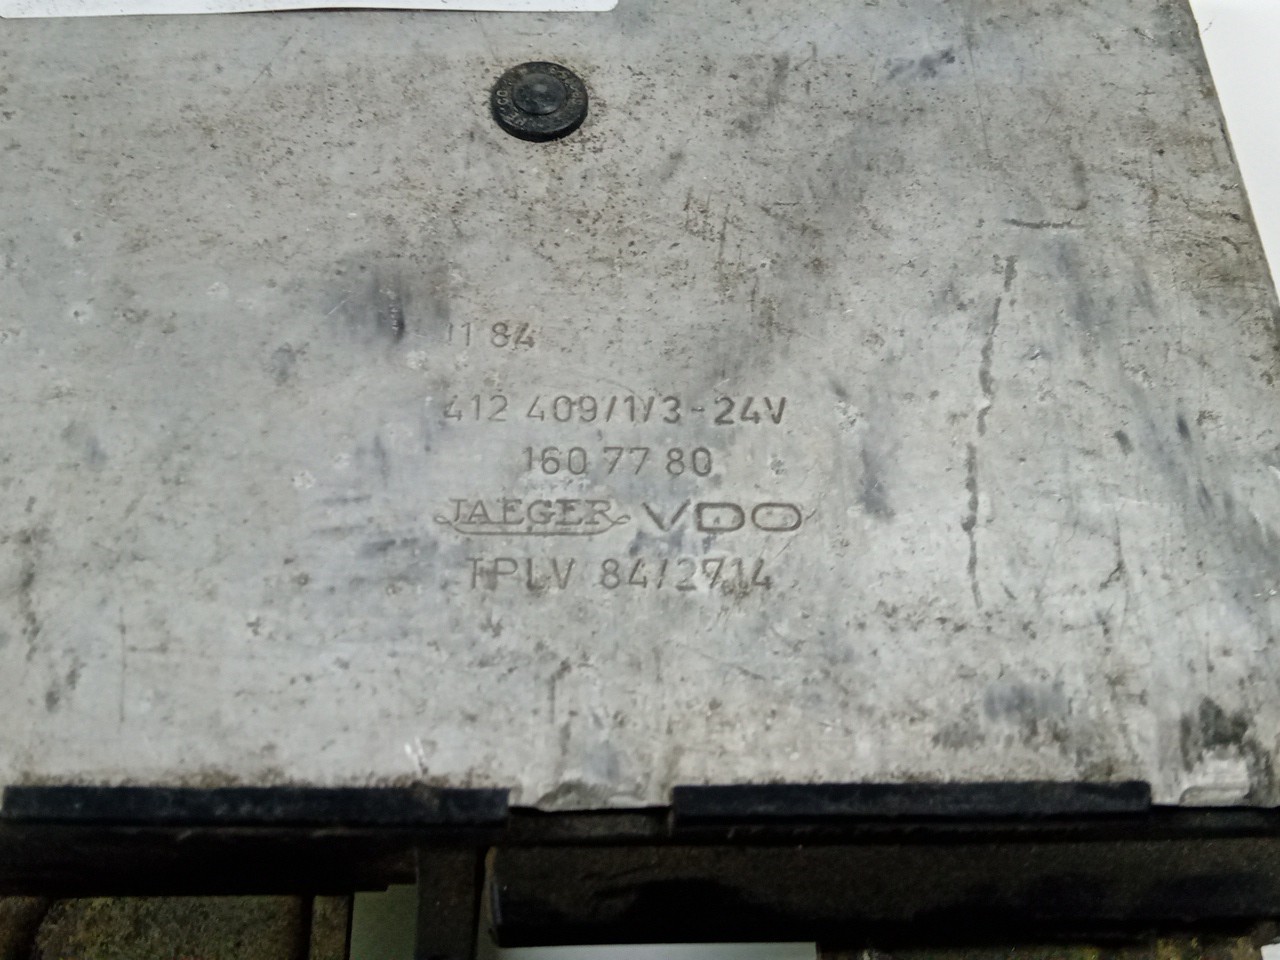 11 84
412 409/1/3-24V
160 77 80
JAEGER VDO
TPLV 84/2714